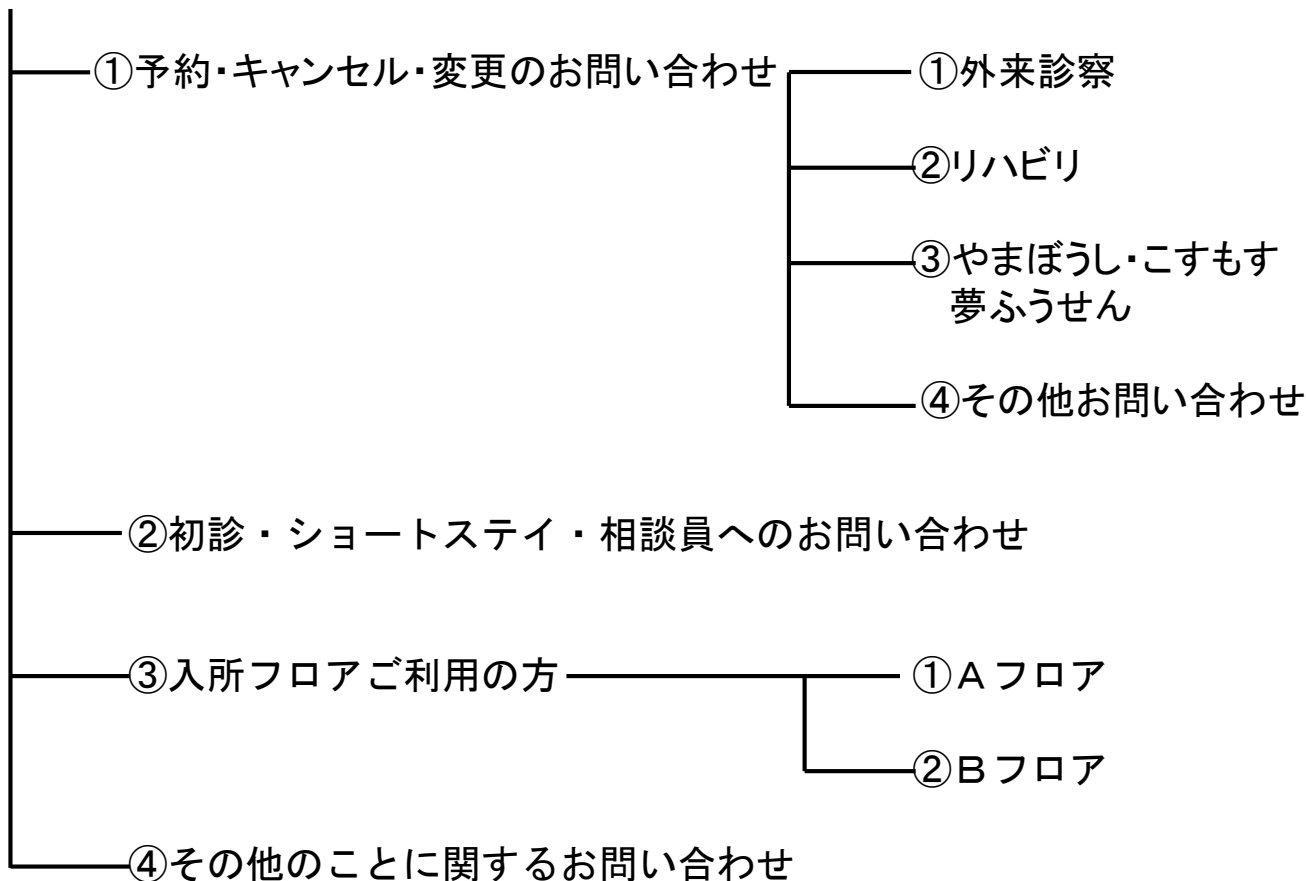 ①予約・キャンセル・変更のお問い合わせ
①外来診察
②リハビリ
③やまぼうし・こすもす
夢ふうせん
④その他お問い合わせ
②初診・ショートステイ・相談員へのお問い合わせ
③入所フロアご利用の方
①Aフロア
②Bフロア
④その他のことに関するお問い合わせ